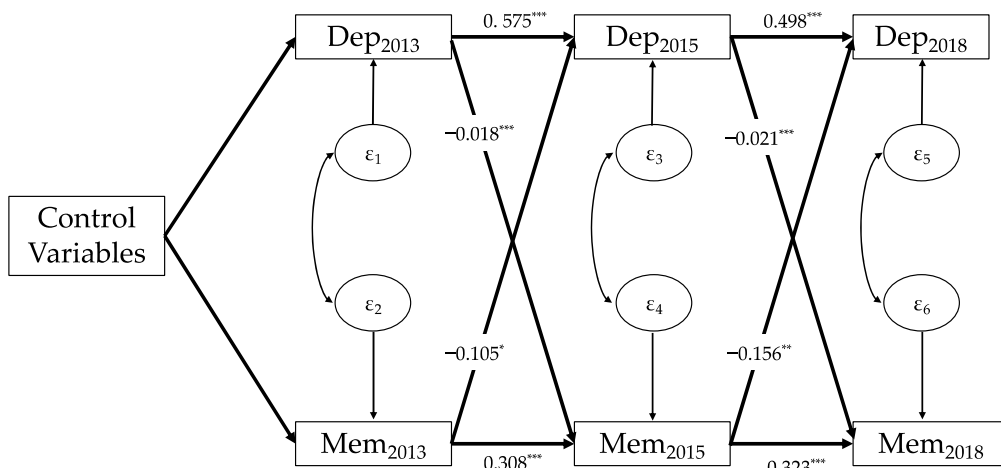 Dep2013
0. 575***
Dep2015
0.498***
Dep2018
−0.018***
−0.021***
ε1
ε3
ε5
Control
Variables
ε2
ε4
ε6
−0.105*
−0.156**
Mem2013
0.308***
Mem2015
0.323***
Mem2018